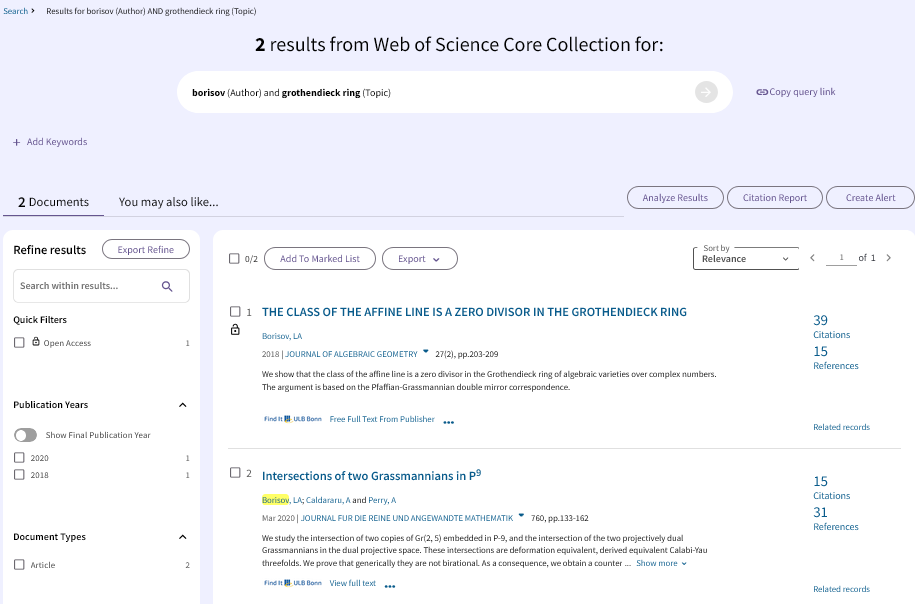 Search > Results for borisov (Author) AND grothendieck ring (Topic)
2 results from Web of Science Core Collection for:
borisov (Author) and grothendieck ring (Topic)
Copy query link
+ Add Keywords
2 Documents
You may also like...
Analyze Results
Citation Report
Create Alert
Refine results
Export Refine
Search within results...
Quick Filters
Open Access 1
Publication Years
Show Final Publication Year
2020 1
2018 1
Document Types
Article 2
0/2
Add To Marked List
Export
Sort by
Relevance
1 of 1
1 THE CLASS OF THE AFFINE LINE IS A ZERO DIVISOR IN THE GROTHENDIECK RING
Borisov, LA
2018 | JOURNAL OF ALGEBRAIC GEOMETRY 27(2), pp.203-209
We show that the class of the affine line is a zero divisor in the Grothendieck ring of algebraic varieties over complex numbers.
The argument is based on the Pfaffian-Grassmannian double mirror correspondence.
Find It ULB Bonn Free Full Text From Publisher •••
39
Citations
15
References
Related records
2 Intersections of two Grassmannians in P⁹
Borisov, LA; Caldararu, A and Perry, A
Mar 2020 | JOURNAL FUR DIE REINE UND ANGEWANDTE MATHEMATIK 760, pp.133-162
We study the intersection of two copies of Gr(2, 5) embedded in P-9, and the intersection of the two projectively dual
Grassmannians in the dual projective space. These intersections are deformation equivalent, derived equivalent Calabi-Yau
threefolds. We prove that generically they are not birational. As a consequence, we obtain a counter ... Show more
Find It ULB Bonn View full text •••
15
Citations
31
References
Related records